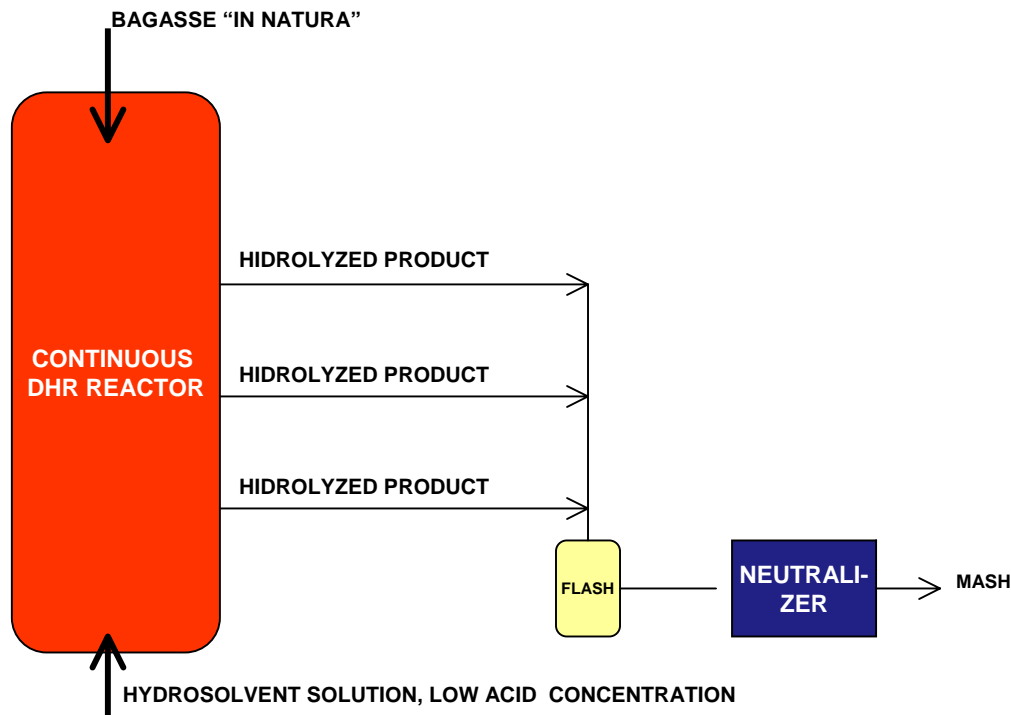 BAGASSE “IN NATURA”
HIDROLYZED PRODUCT
CONTINUOUS
DHR REACTOR
HIDROLYZED PRODUCT
HIDROLYZED PRODUCT
FLASH
NEUTRALI-
ZER
MASH
HYDROSOLVENT SOLUTION, LOW ACID CONCENTRATION